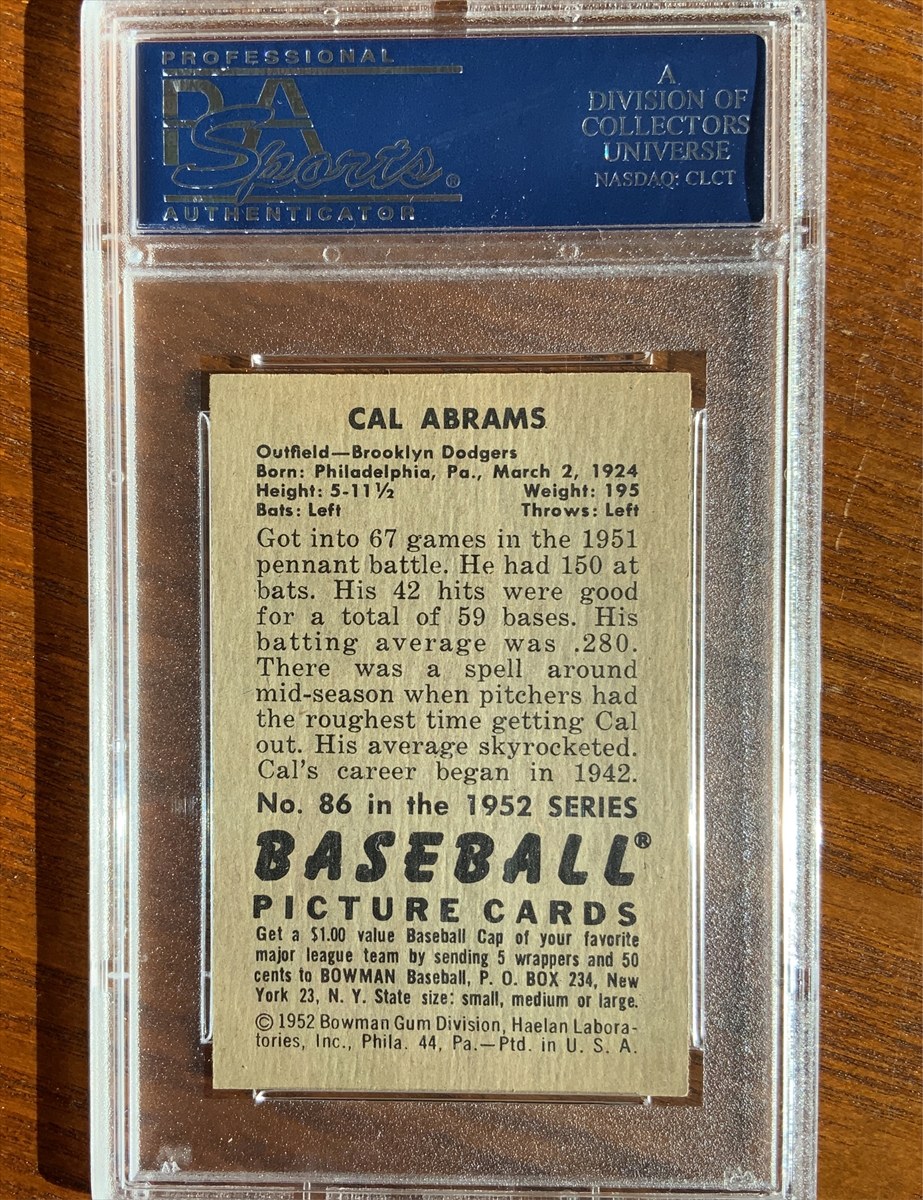 PROFESSIONAL
PSA
Sports®
AUTHENTICATOR
A
DIVISION OF
COLLECTORS
UNIVERSE
NASDAQ: CLCT
CAL ABRAMS
Outfield—Brooklyn Dodgers
Born: Philadelphia, Pa., March 2, 1924
Height: 5-11½ Weight: 195
Bats: Left Throws: Left
Got into 67 games in the 1951
pennant battle. He had 150 at
bats. His 42 hits were good
for a total of 59 bases. His
batting average was .280.
There was a spell around
mid-season when pitchers had
the roughest time getting Cal
out. His average skyrocketed.
Cal's career began in 1942.
No. 86 in the 1952 SERIES
BASEBALL®
PICTURE CARDS
Get a $1.00 value Baseball Cap of your favorite
major league team by sending 5 wrappers and 50
cents to BOWMAN Baseball, P. O. BOX 234, New
York 23, N. Y. State size: small, medium or large.
© 1952 Bowman Gum Division, Haelan Labora-
tories, Inc., Phila. 44, Pa.—Ptd. in U. S. A.